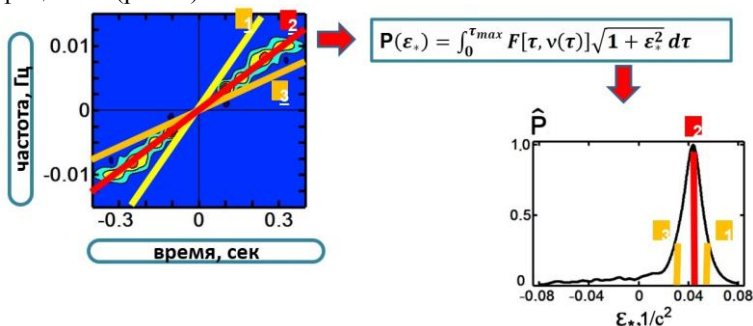 1 2
0.01
0
-0.01
3
-0.3 0 0.3
частота, Гц
время, сек
P(ε*) = ∫₀^τmax F[τ, ν(τ)]√1 + ε*² dτ
P̂
2
1.0
0.5
0
3 1
-0.08 -0.04 0 0.04 0.08
ε*,1/c²